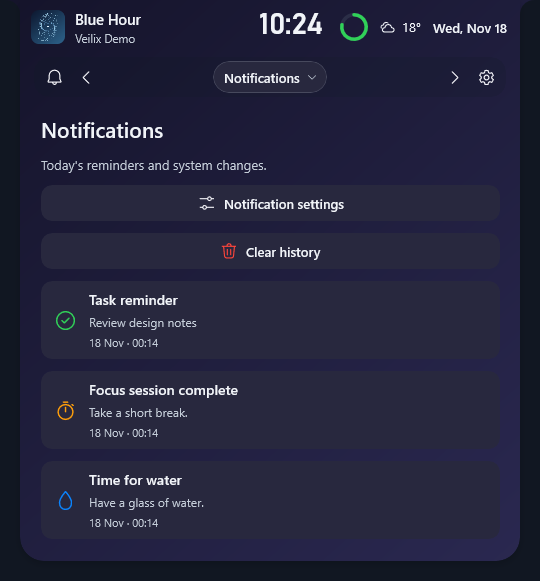 Blue Hour
Veilix Demo
10:24
18°
Wed, Nov 18
Notifications
Notifications
Today's reminders and system changes.
Notification settings
Clear history
Task reminder
Review design notes
18 Nov · 00:14
Focus session complete
Take a short break.
18 Nov · 00:14
Time for water
Have a glass of water.
18 Nov · 00:14